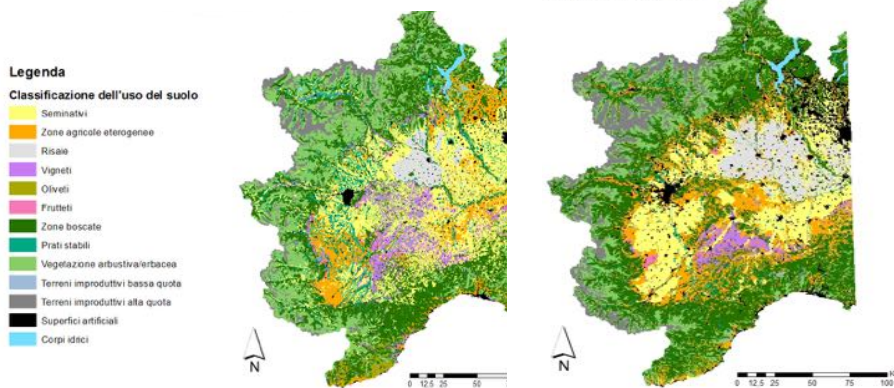 Legenda
Classificazione dell'uso del suolo
Seminativi
Zone agricole eterogenee
Risaie
Vigneti
Oliveti
Frutteti
Zone boscate
Prati stabili
Vegetazione arbustiva/erbacea
Terreni improduttivi bassa quota
Terreni improduttivi alta quota
Superfici artificiali
Corpi idrici
N
0 12,5 25 50
N
0 12,5 25 50 75 100